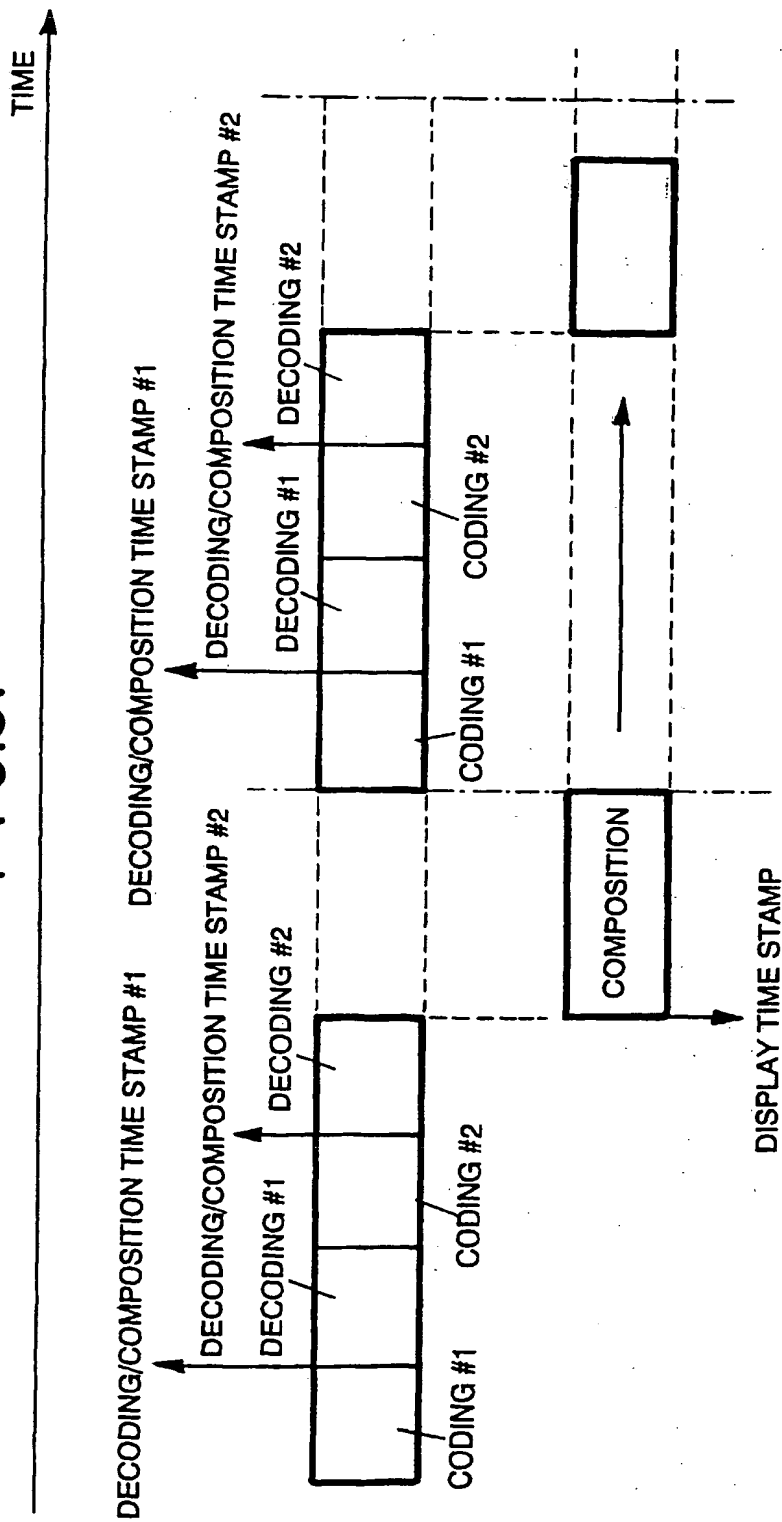 TIME
DECODING/COMPOSITION TIME STAMP #1
DECODING/COMPOSITION TIME STAMP #2
DECODING #1
DECODING #2
CODING #1
CODING #2
DECODING/COMPOSITION TIME STAMP #1
DECODING/COMPOSITION TIME STAMP #2
DECODING #1
DECODING #2
CODING #1
CODING #2
COMPOSITION
DISPLAY TIME STAMP